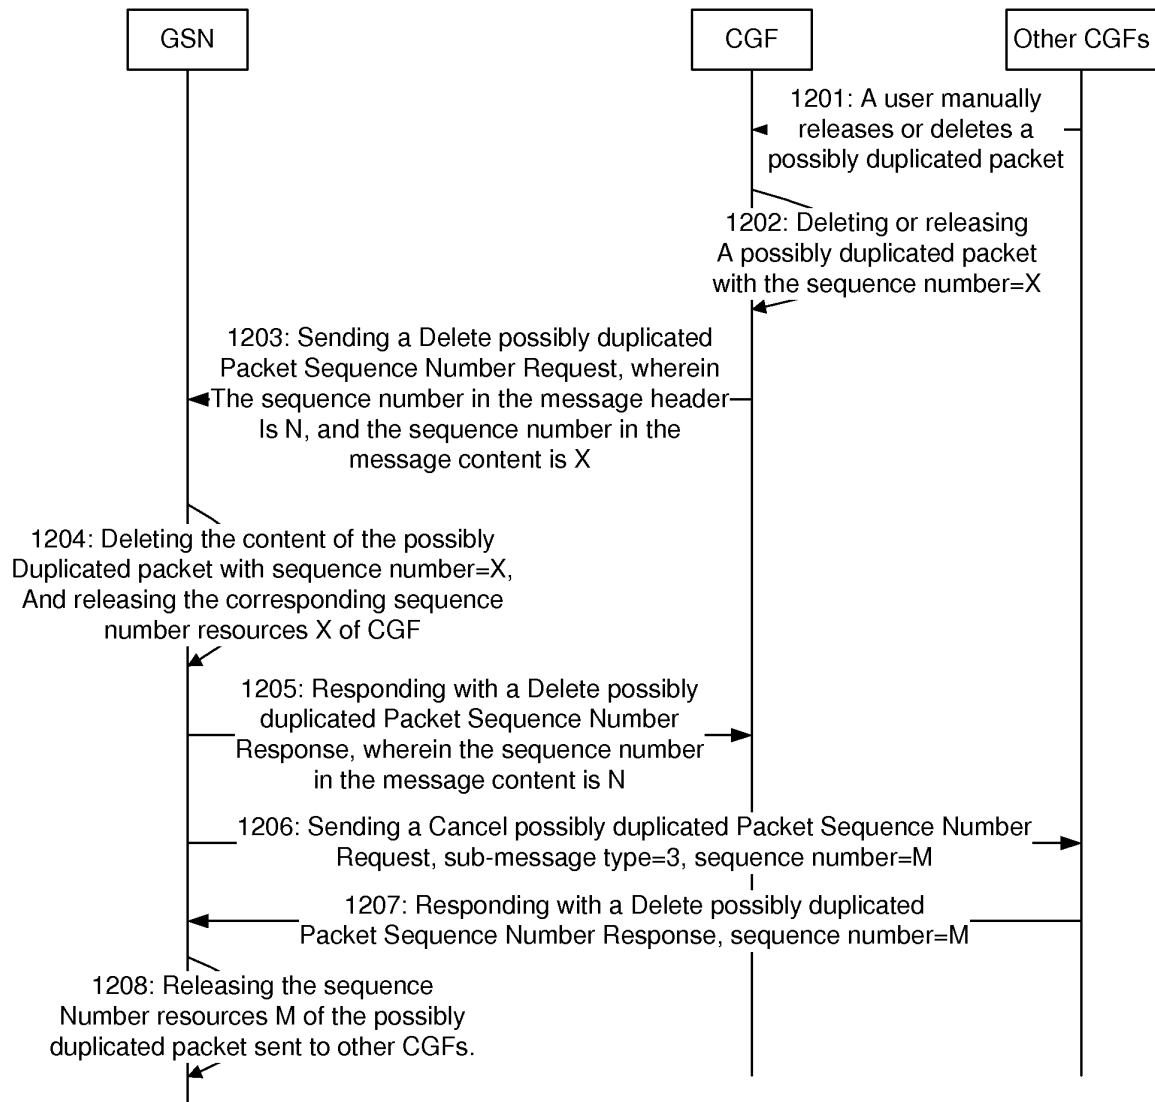 GSN
CGF
Other CGFs
1201: A user manually
releases or deletes a
possibly duplicated packet
1202: Deleting or releasing
A possibly duplicated packet
with the sequence number=X
1203: Sending a Delete possibly duplicated
Packet Sequence Number Request, wherein
The sequence number in the message header
Is N, and the sequence number in the
message content is X
1204: Deleting the content of the possibly
Duplicated packet with sequence number=X,
And releasing the corresponding sequence
number resources X of CGF
1205: Responding with a Delete possibly
duplicated Packet Sequence Number
Response, wherein the sequence number
in the message content is N
1206: Sending a Cancel possibly duplicated Packet Sequence Number
Request, sub-message type=3, sequence number=M
1207: Responding with a Delete possibly duplicated
Packet Sequence Number Response, sequence number=M
1208: Releasing the sequence
Number resources M of the possibly
duplicated packet sent to other CGFs.